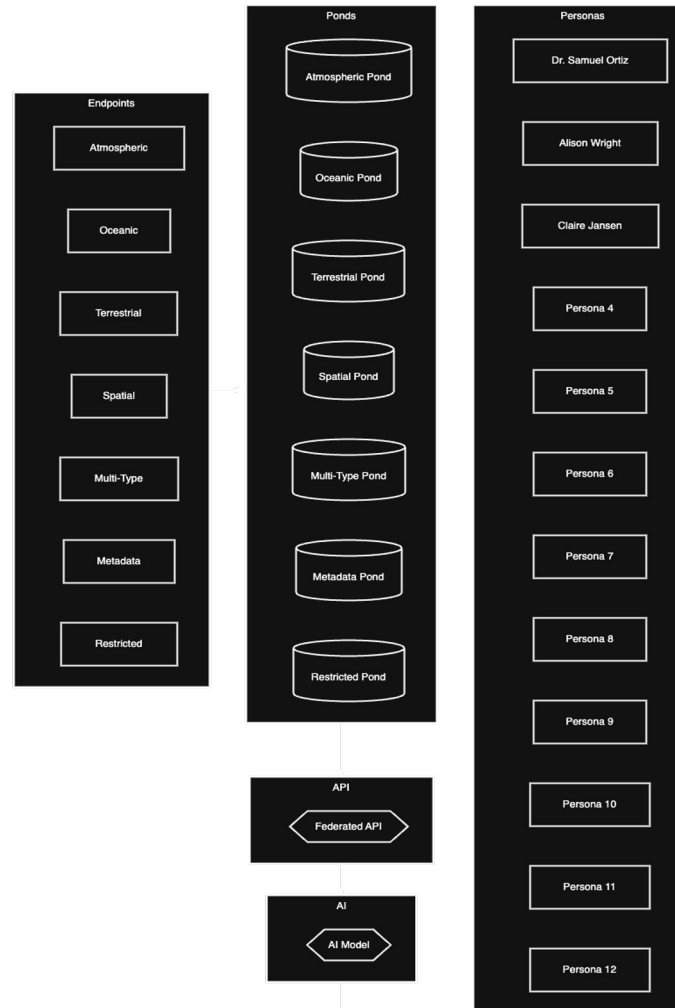 Endpoints
Atmospheric
Oceanic
Terrestrial
Spatial
Multi-Type
Metadata
Restricted
Ponds
Atmospheric Pond
Oceanic Pond
Terrestrial Pond
Spatial Pond
Multi-Type Pond
Metadata Pond
Restricted Pond
API
Federated API
AI
AI Model
Personas
Dr. Samuel Ortiz
Alison Wright
Claire Jansen
Persona 4
Persona 5
Persona 6
Persona 7
Persona 8
Persona 9
Persona 10
Persona 11
Persona 12